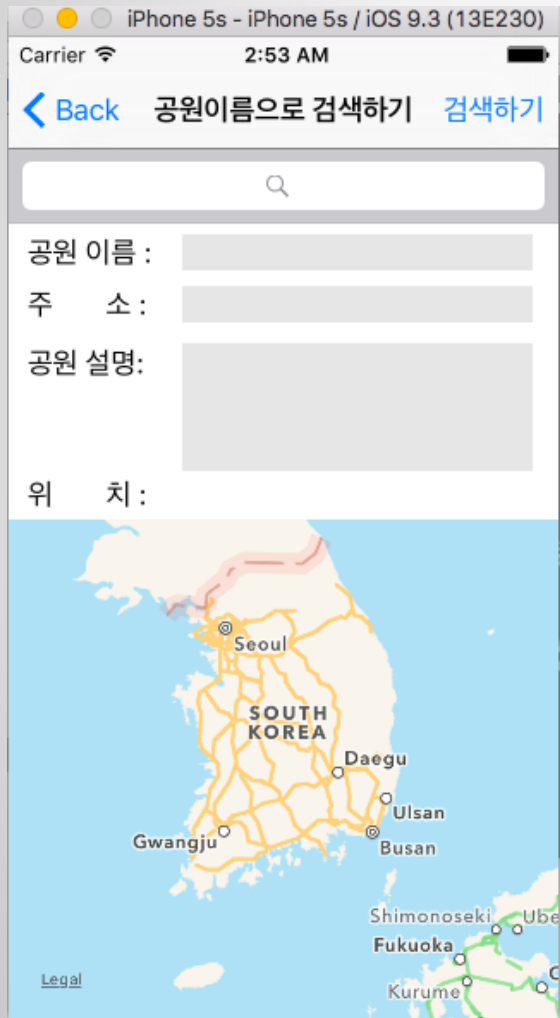 iPhone 5s - iPhone 5s / iOS 9.3 (13E230)
Carrier 2:53 AM
Back 공원이름으로 검색하기 검색하기
공원 이름 :
주 소 :
공원 설명:
위 치 :
Seoul
SOUTH
KOREA
Daegu
Ulsan
Gwangju
Busan
Shimonoseki Ube
Fukuoka
Legal
Kurume